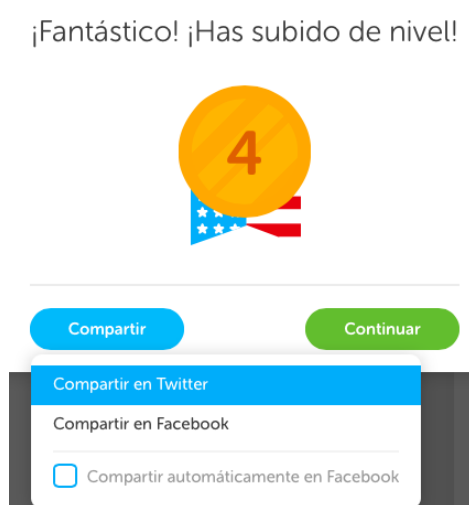 ¡Fantástico! ¡Has subido de nivel!
4
Compartir
Continuar
Compartir en Twitter
Compartir en Facebook
Compartir automáticamente en Facebook